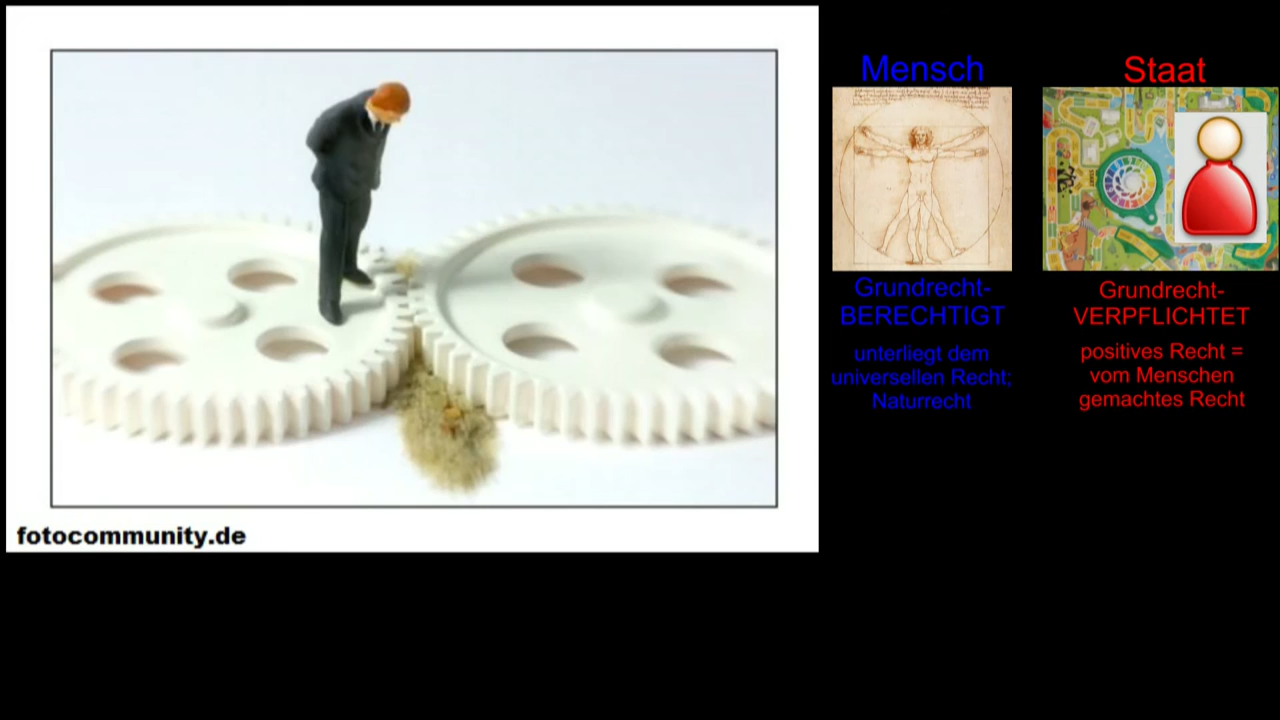 fotocommunity.de
Mensch
Grundrecht-
BERECHTIGT
unterliegt dem
universellen Recht;
Naturrecht
Staat
Grundrecht-
VERPFLICHTET
positives Recht =
vom Menschen
gemachtes Recht